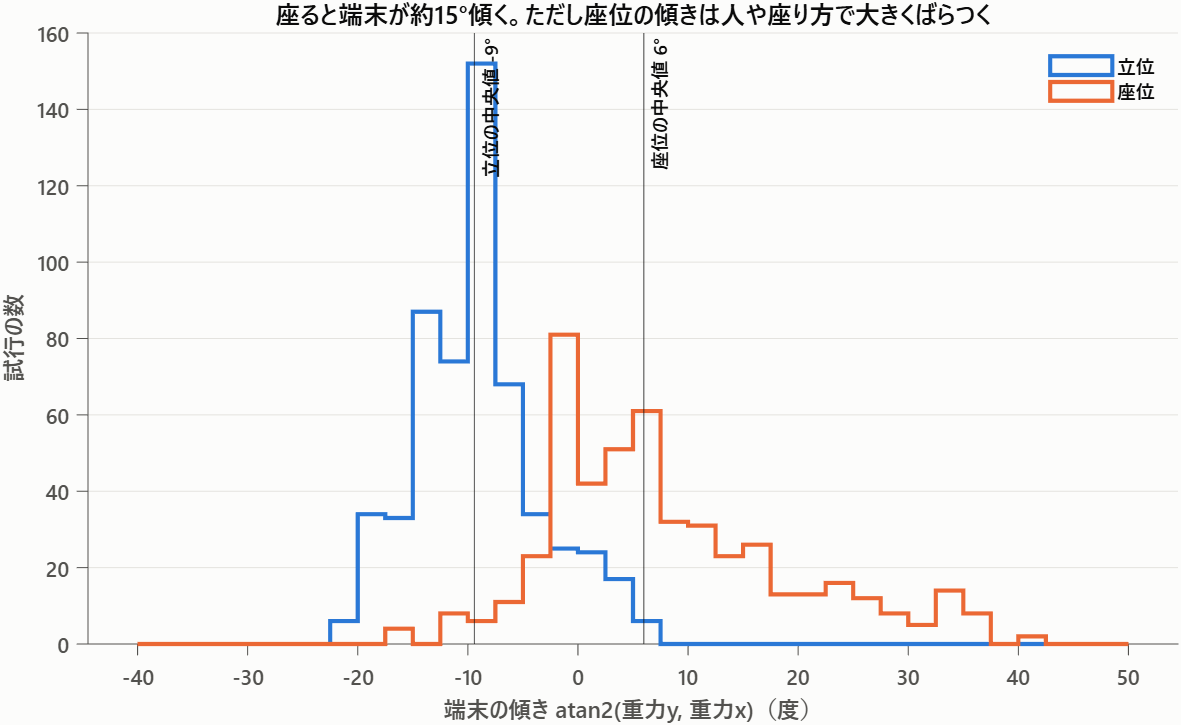 座ると端末が約15°傾く。ただし座位の傾きは人や座り方で大きくばらつく
160
140
120
100
80
60
40
20
0
試行の数
立位の中央値 -9°
座位の中央値 6°
立位
座位
-40 -30 -20 -10 0 10 20 30 40 50
端末の傾き atan2(重力y, 重力x)（度）